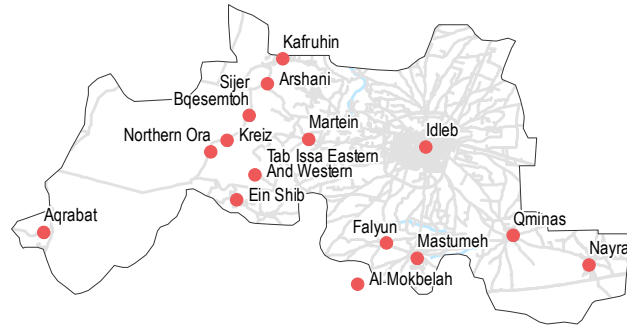 Kafruhin
Sijer
Arshani
Bqesemtoh
Northern Ora
Kreiz
Martein
Idleb
Tab Issa Eastern
And Western
Ein Shib
Aqrabat
Falyun
Mastumeh
Qminas
Nayra
Al Mokbelah